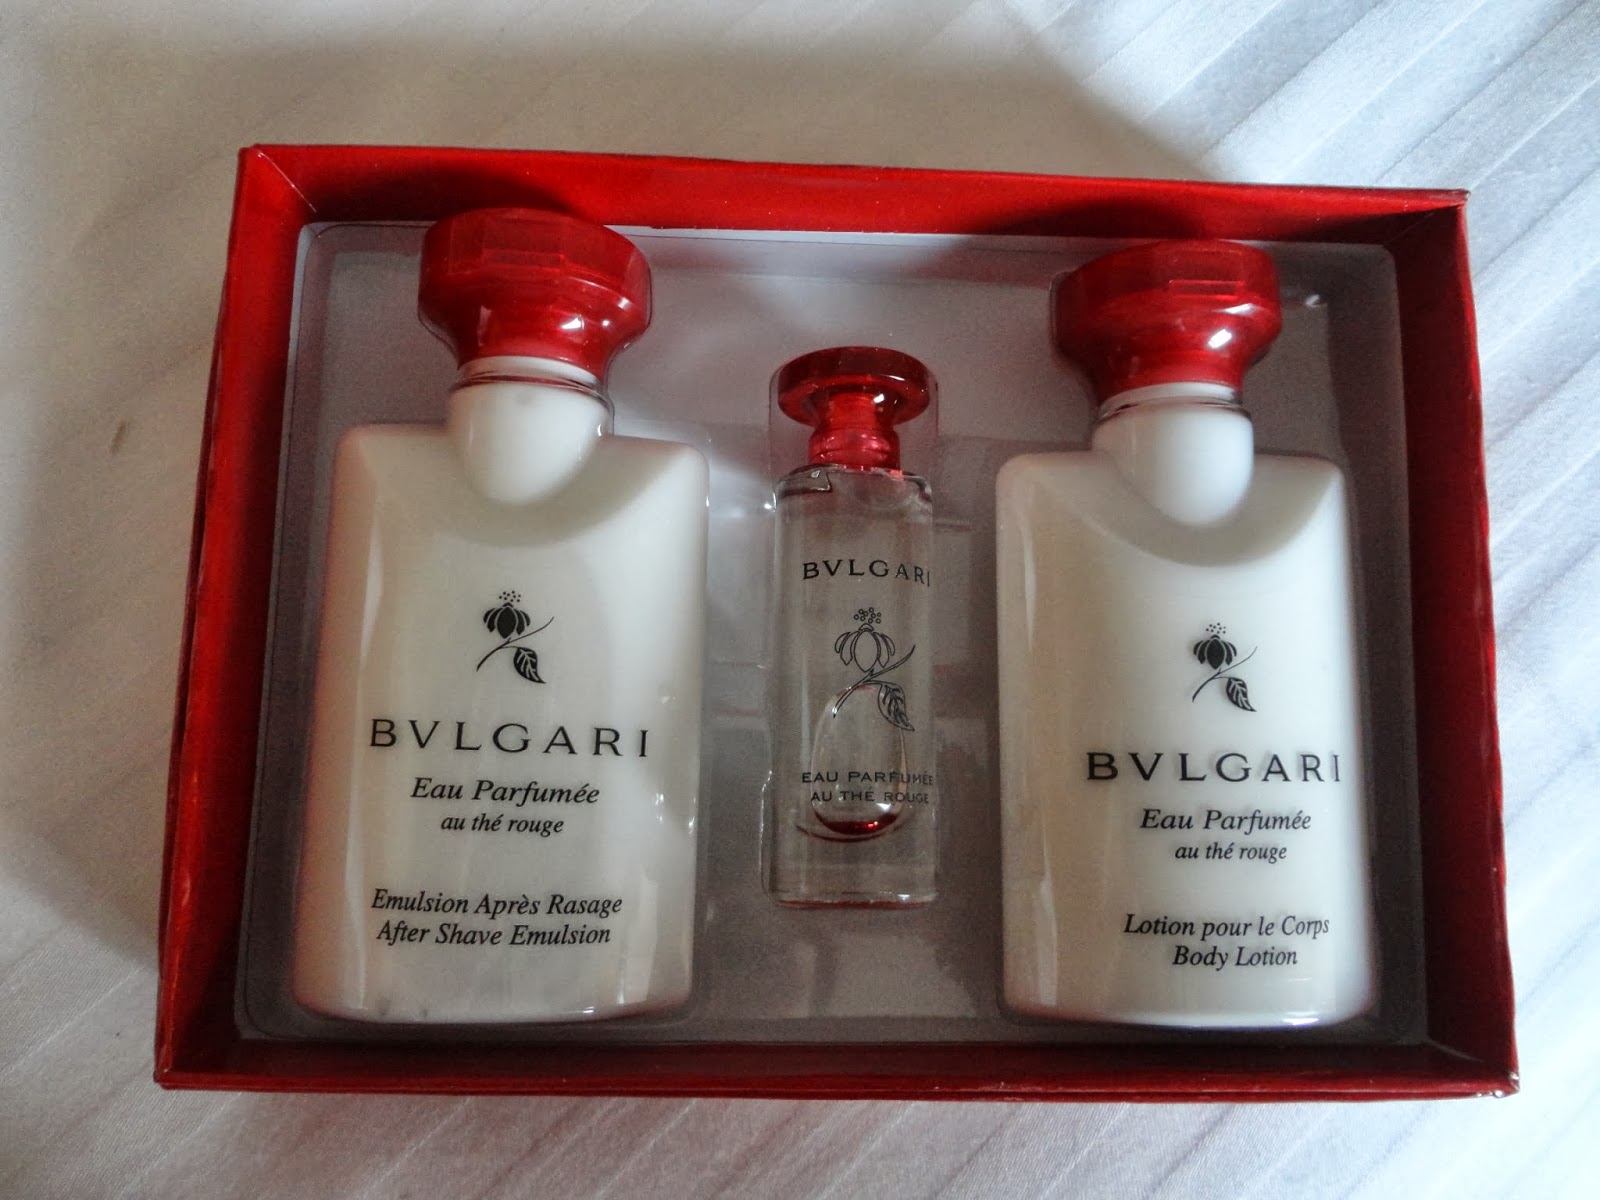 BVLGARI
Eau Parfumée
au thé rouge
Emulsion Après Rasage
After Shave Emulsion
BVLGARI
EAU PARFUMÉE
AU THÉ ROUGE
BVLGARI
Eau Parfumée
au thé rouge
Lotion pour le Corps
Body Lotion